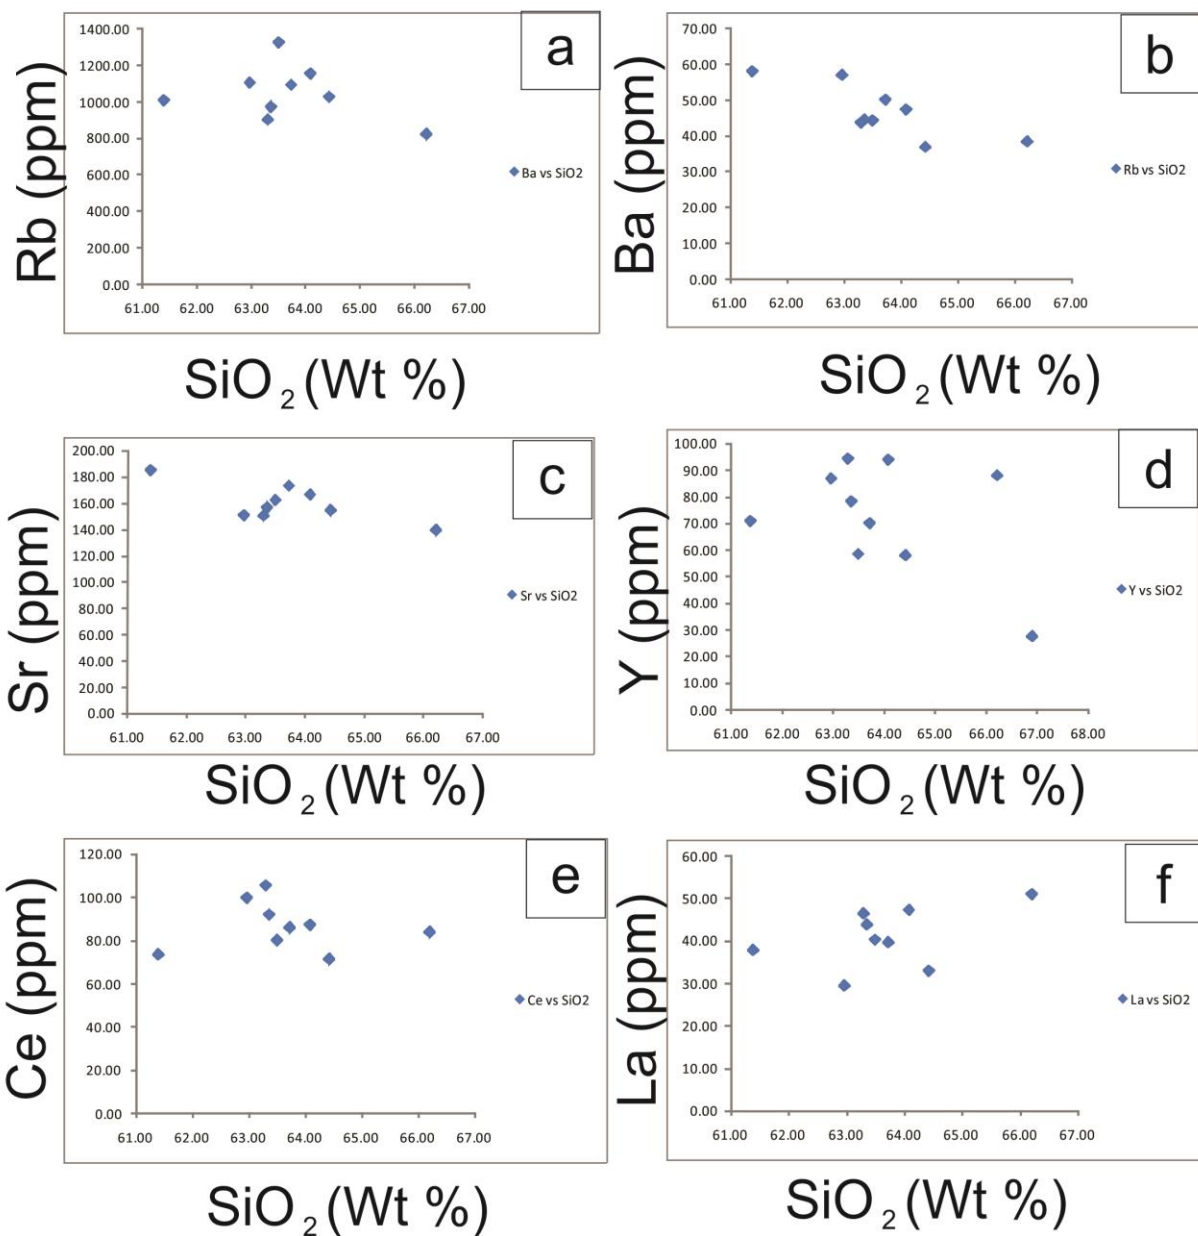 a
Rb (ppm)
1400.00
1200.00
1000.00
800.00
600.00
400.00
200.00
0.00
61.00 62.00 63.00 64.00 65.00 66.00 67.00
Ba vs SiO2
SiO₂ (Wt %)
b
Ba (ppm)
70.00
60.00
50.00
40.00
30.00
20.00
10.00
0.00
61.00 62.00 63.00 64.00 65.00 66.00 67.00
Rb vs SiO2
SiO₂ (Wt %)
c
Sr (ppm)
200.00
180.00
160.00
140.00
120.00
100.00
80.00
60.00
40.00
20.00
0.00
61.00 62.00 63.00 64.00 65.00 66.00 67.00
Sr vs SiO2
SiO₂ (Wt %)
d
Y (ppm)
100.00
90.00
80.00
70.00
60.00
50.00
40.00
30.00
20.00
10.00
0.00
61.00 62.00 63.00 64.00 65.00 66.00 67.00 68.00
Y vs SiO2
SiO₂ (Wt %)
e
Ce (ppm)
120.00
100.00
80.00
60.00
40.00
20.00
0.00
61.00 62.00 63.00 64.00 65.00 66.00 67.00
Ce vs SiO2
SiO₂ (Wt %)
f
La (ppm)
60.00
50.00
40.00
30.00
20.00
10.00
0.00
61.00 62.00 63.00 64.00 65.00 66.00 67.00
La vs SiO2
SiO₂ (Wt %)